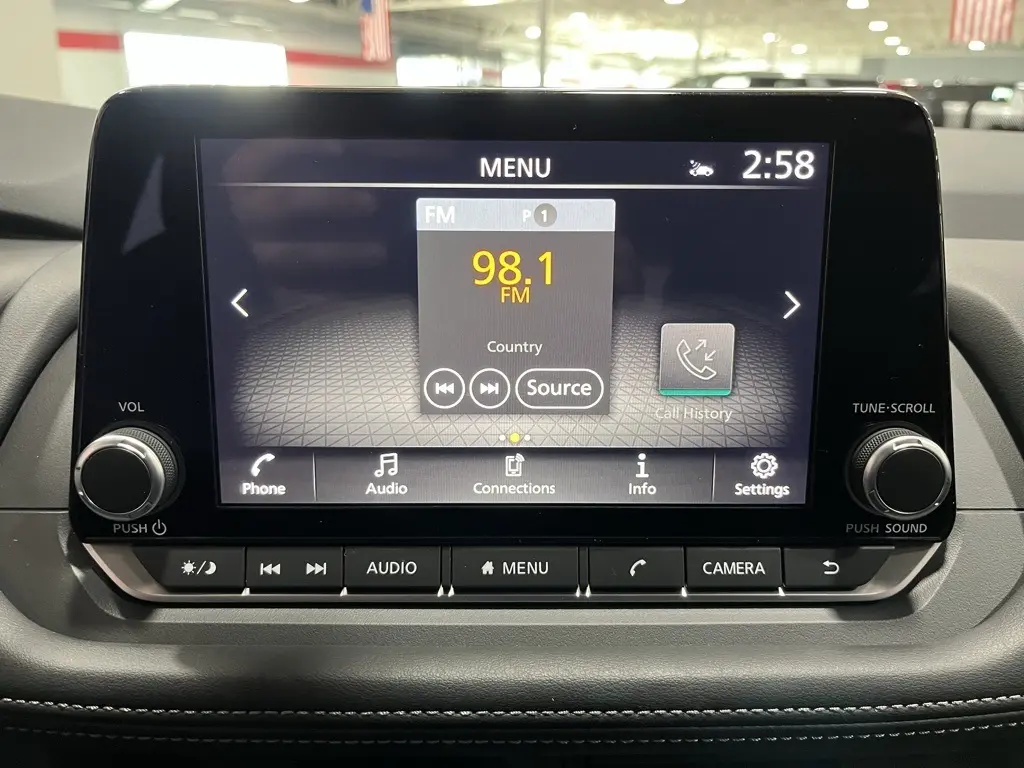 MENU 2:58
FM P 1
98.1
FM
Country
Source
Call History
Phone Audio Connections Info Settings
VOL
TUNE·SCROLL
PUSH
PUSH SOUND
AUDIO MENU CAMERA